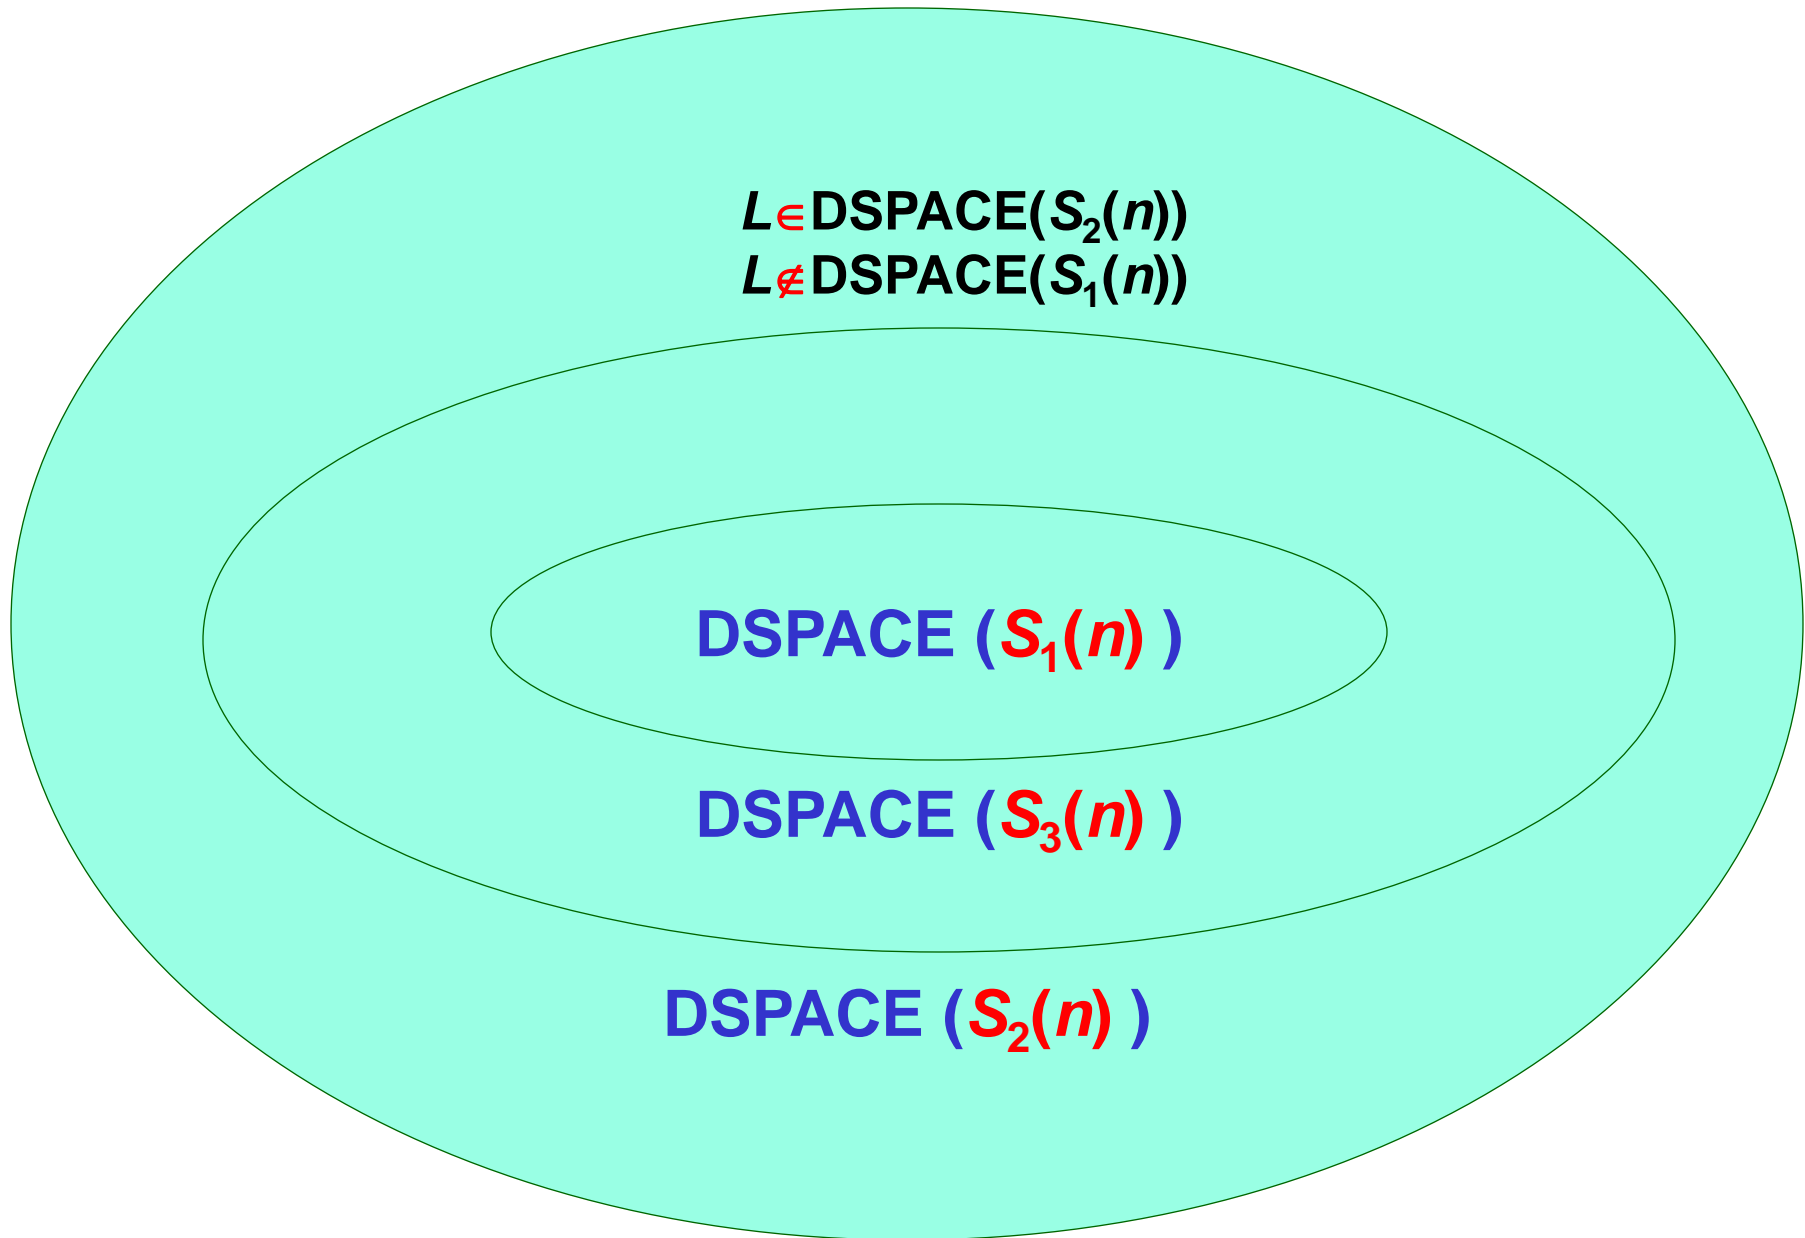 L∈DSPACE(S₂(n))
L∉DSPACE(S₁(n))
DSPACE (S₁(n) )
DSPACE (S₃(n) )
DSPACE (S₂(n) )